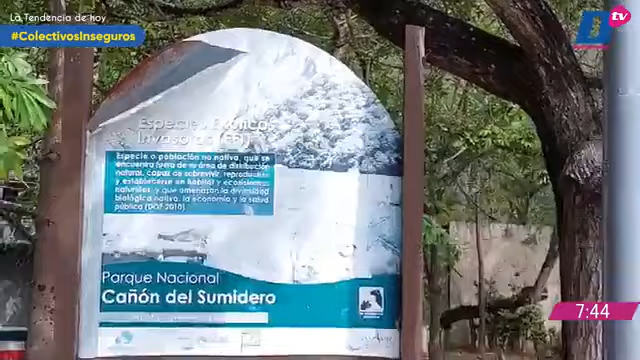 La Tendencia de hoy
#ColectivosInseguros
tv
Especies Exóticas
Invasoras (EEI)
Especie o población no nativa, que se
encuentra fuera de su área de distribución
natural, capaz de sobrevivir, reproducirse
y establecerse en hábitat y ecosistemas
naturales y que amenazan la diversidad
biológica nativa, la economía y la salud
pública (DOF 2010)
Parque Nacional
Cañón del Sumidero
7:44